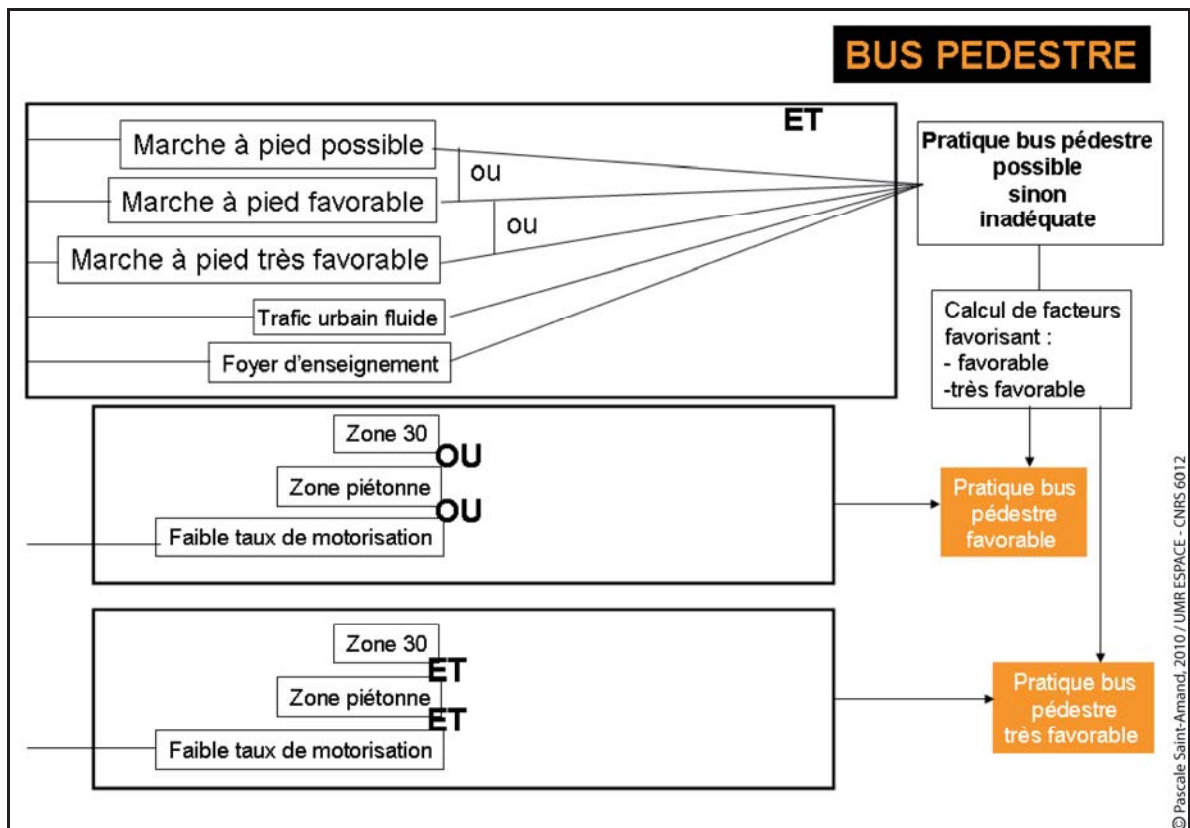 BUS PEDESTRE
ET
Marche à pied possible
ou
Marche à pied favorable
ou
Marche à pied très favorable
Trafic urbain fluide
Foyer d'enseignement
Pratique bus pédestre
possible
sinon
inadéquate
Calcul de facteurs
favorisant :
- favorable
-très favorable
Zone 30
OU
Zone piétonne
OU
Faible taux de motorisation
Pratique bus
pédestre
favorable
Zone 30
ET
Zone piétonne
ET
Faible taux de motorisation
Pratique bus
pédestre
très favorable
© Pascale Saint-Amand, 2010 / UMR ESPACE - CNRS 6012